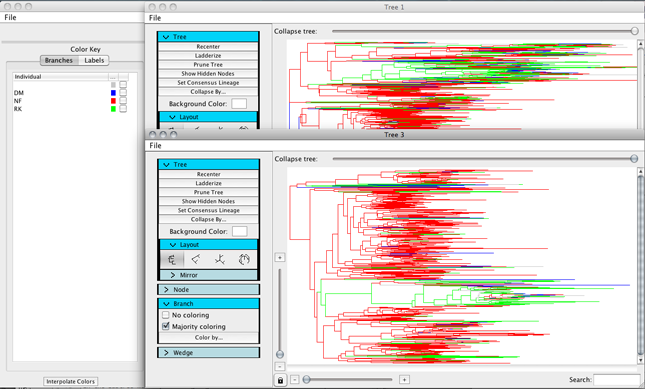 File
Color Key
Branches Labels
Individual ... ...
DM
NF
RK
Interpolate Colors
Tree 1
File
Tree
Recenter
Ladderize
Prune Tree
Show Hidden Nodes
Set Consensus Lineage
Collapse By...
Background Color:
Layout
Collapse tree:
Tree 3
File
Tree
Recenter
Ladderize
Prune Tree
Show Hidden Nodes
Set Consensus Lineage
Collapse By...
Background Color:
Layout
Mirror
Node
Branch
No coloring
Majority coloring
Color by...
Wedge
Collapse tree:
+
-
- +
Search: